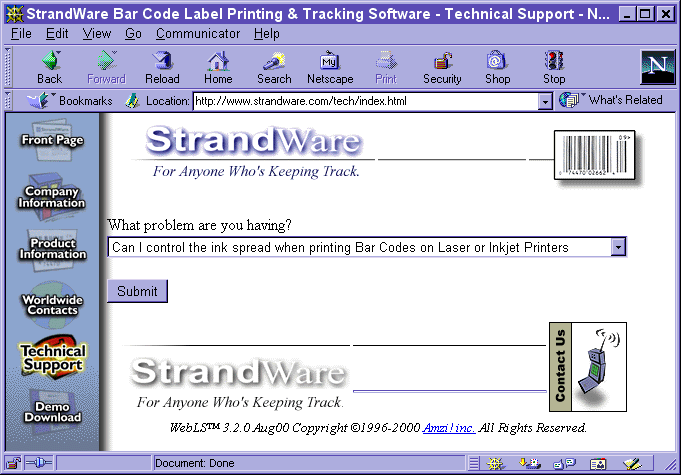 StrandWare Bar Code Label Printing & Tracking Software - Technical Support - N...
File Edit View Go Communicator Help
Back Forward Reload Home Search My Netscape Print Security Shop Stop
N
Bookmarks Location: http://www.strandware.com/tech/index.html What's Related
Front Page
Company Information
Product Information
Worldwide Contacts
Technical Support
Demo Download
StrandWare
For Anyone Who's Keeping Track.
What problem are you having?
Can I control the ink spread when printing Bar Codes on Laser or Inkjet Printers
Submit
StrandWare
For Anyone Who's Keeping Track.
Contact Us
WebLS™ 3.2.0 Aug00 Copyright ©1996-2000 Amzi! inc. All Rights Reserved.
Document: Done